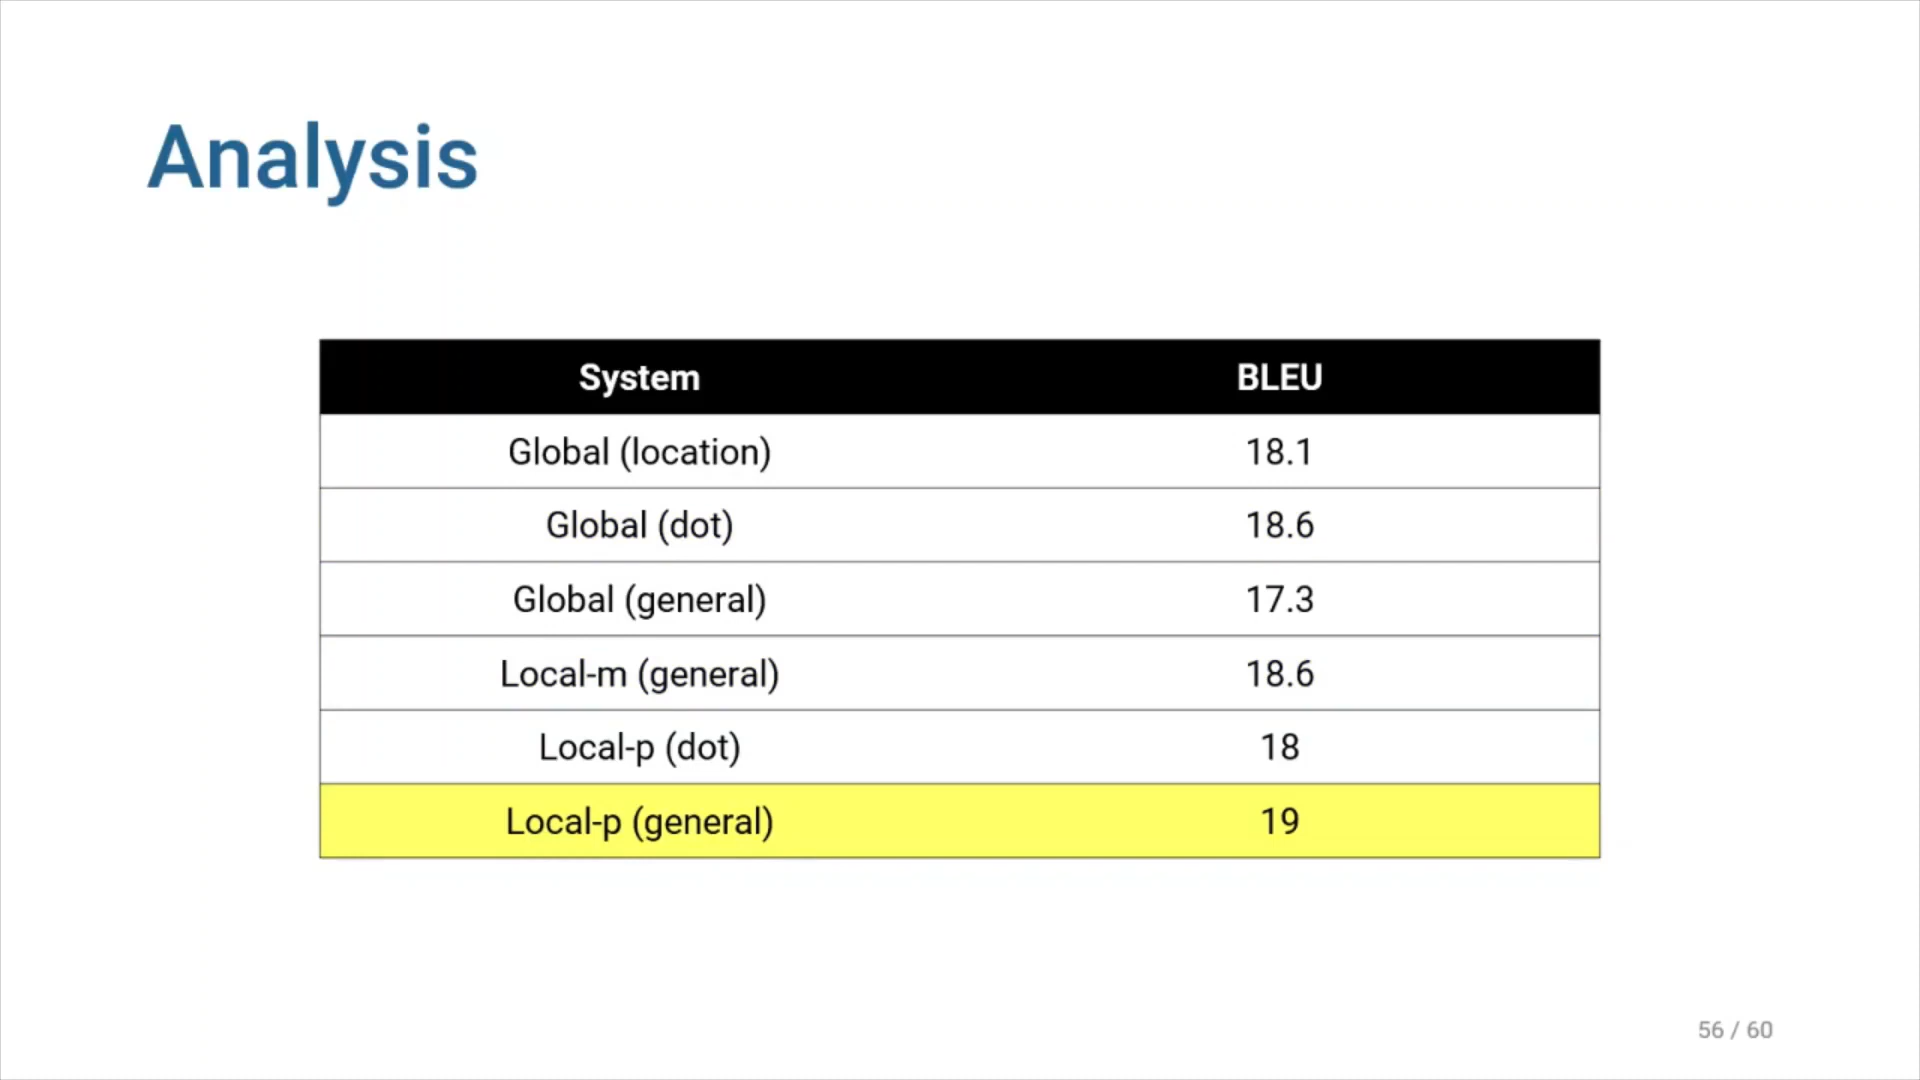 Analysis
System BLEU
Global (location) 18.1
Global (dot) 18.6
Global (general) 17.3
Local-m (general) 18.6
Local-p (dot) 18
Local-p (general) 19
56 / 60